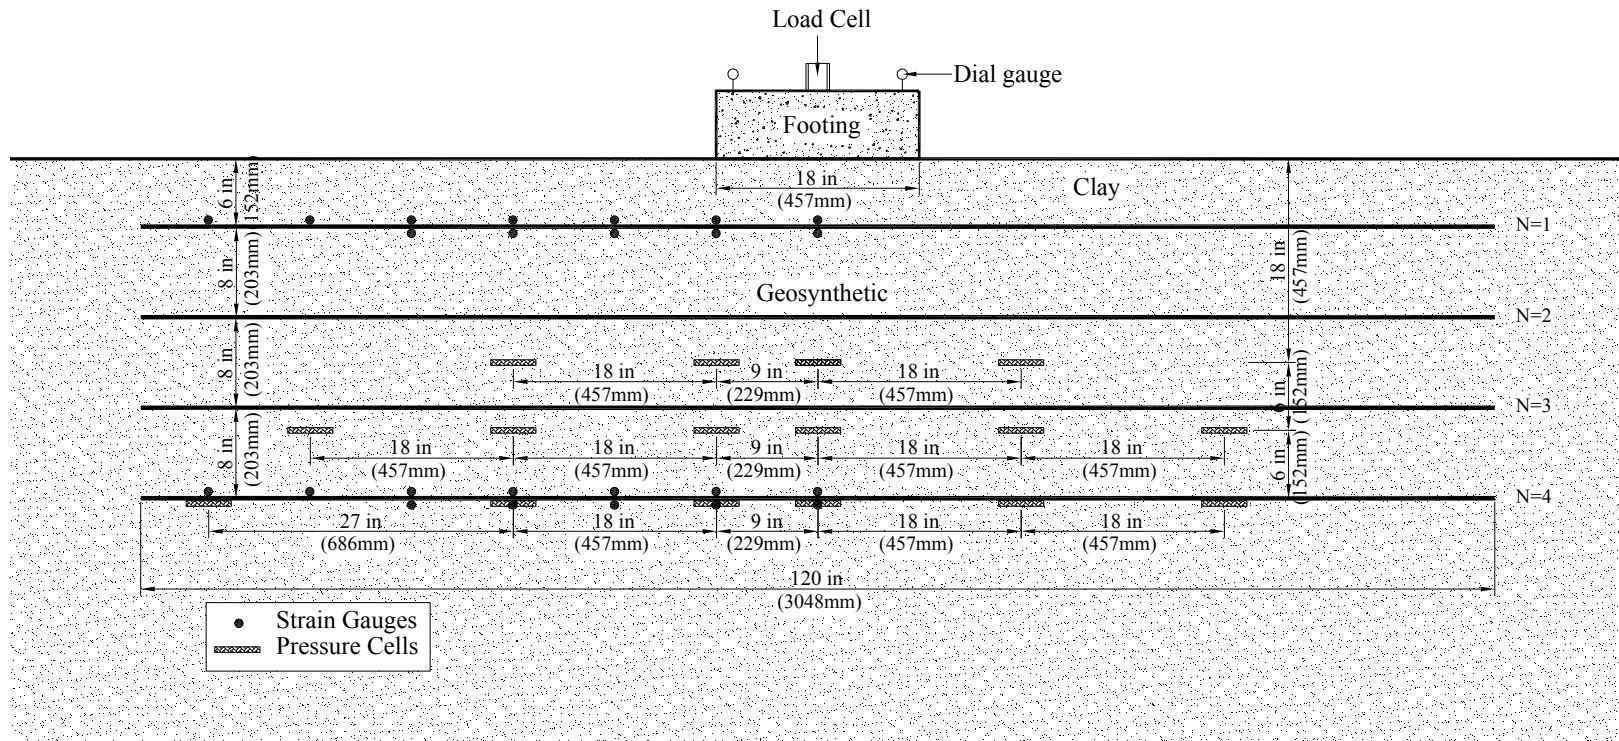 Load Cell
Dial gauge
Footing
18 in
(457mm)
Clay
6 in
(152mm)
N=1
8 in
(203mm)
18 in
(457mm)
Geosynthetic
N=2
8 in
(203mm)
18 in
(457mm)
9 in
(229mm)
18 in
(457mm)
6 in
(152mm)
N=3
8 in
(203mm)
18 in
(457mm)
18 in
(457mm)
9 in
(229mm)
18 in
(457mm)
18 in
(457mm)
6 in
(152mm)
N=4
27 in
(686mm)
18 in
(457mm)
9 in
(229mm)
18 in
(457mm)
18 in
(457mm)
120 in
(3048mm)
Strain Gauges
Pressure Cells